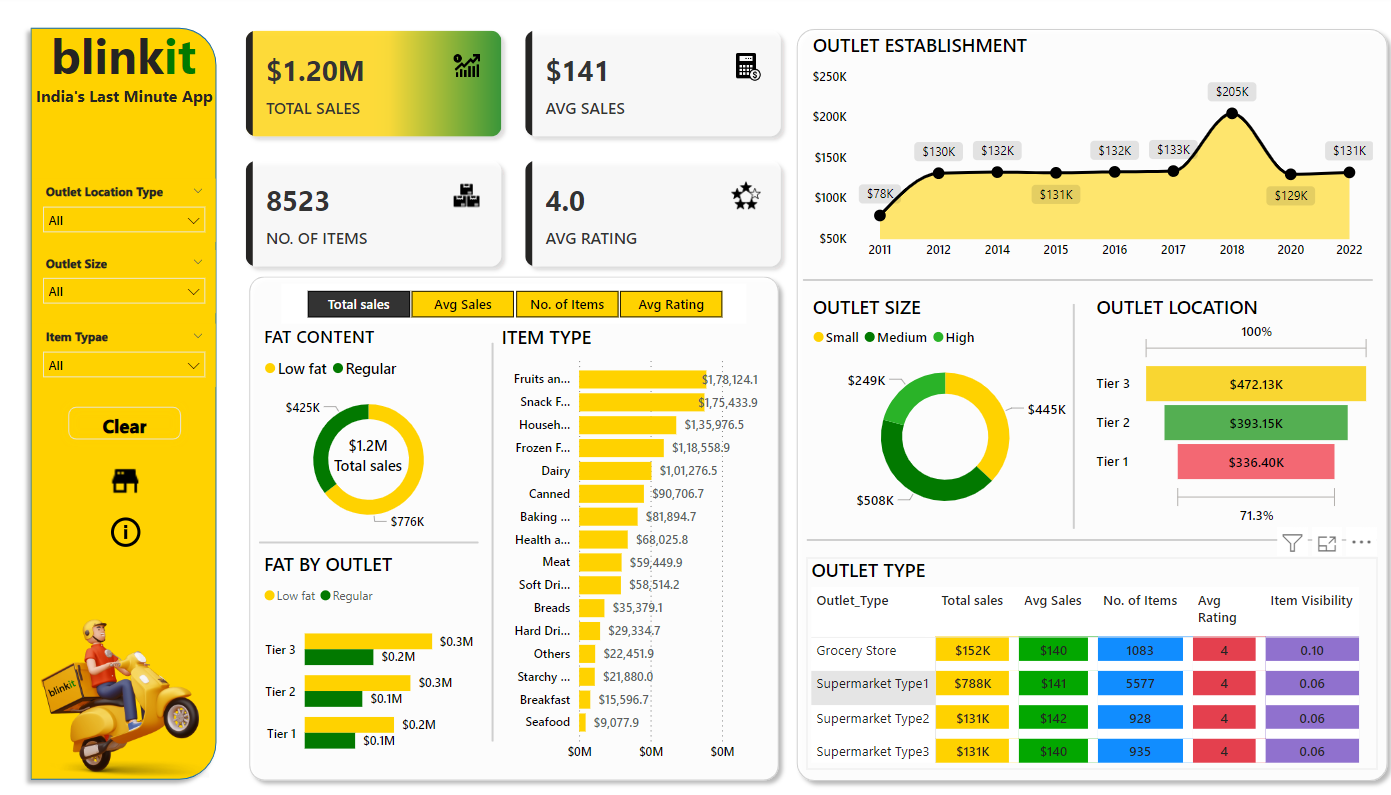 blinkit
India's Last Minute App
Outlet Location Type
All
Outlet Size
All
Item Typae
All
Clear
blinkit
$1.20M
TOTAL SALES
$141
AVG SALES
8523
NO. OF ITEMS
4.0
AVG RATING
Total sales Avg Sales No. of Items Avg Rating
FAT CONTENT
Low fat Regular
$425K
$1.2M
Total sales
$776K
FAT BY OUTLET
Low fat Regular
Tier 3 $0.3M
$0.2M
Tier 2 $0.3M
$0.1M
Tier 1 $0.2M
$0.1M
ITEM TYPE
Fruits an... $1,78,124.1
Snack F... $1,75,433.9
Househ... $1,35,976.5
Frozen F... $1,18,558.9
Dairy $1,01,276.5
Canned $90,706.7
Baking ... $81,894.7
Health a... $68,025.8
Meat $59,449.9
Soft Dri... $58,514.2
Breads $35,379.1
Hard Dri... $29,334.7
Others $22,451.9
Starchy ... $21,880.0
Breakfast $15,596.7
Seafood $9,077.9
$0M $0M $0M
OUTLET ESTABLISHMENT
$250K
$200K
$150K
$100K
$50K
$78K $130K $132K $131K $132K $133K $205K $129K $131K
2011 2012 2014 2015 2016 2017 2018 2020 2022
OUTLET SIZE
Small Medium High
$249K
$445K
$508K
OUTLET LOCATION
100%
Tier 3 $472.13K
Tier 2 $393.15K
Tier 1 $336.40K
71.3%
OUTLET TYPE
Outlet_Type Total sales Avg Sales No. of Items Avg Rating Item Visibility
Grocery Store $152K $140 1083 4 0.10
Supermarket Type1 $788K $141 5577 4 0.06
Supermarket Type2 $131K $142 928 4 0.06
Supermarket Type3 $131K $140 935 4 0.06